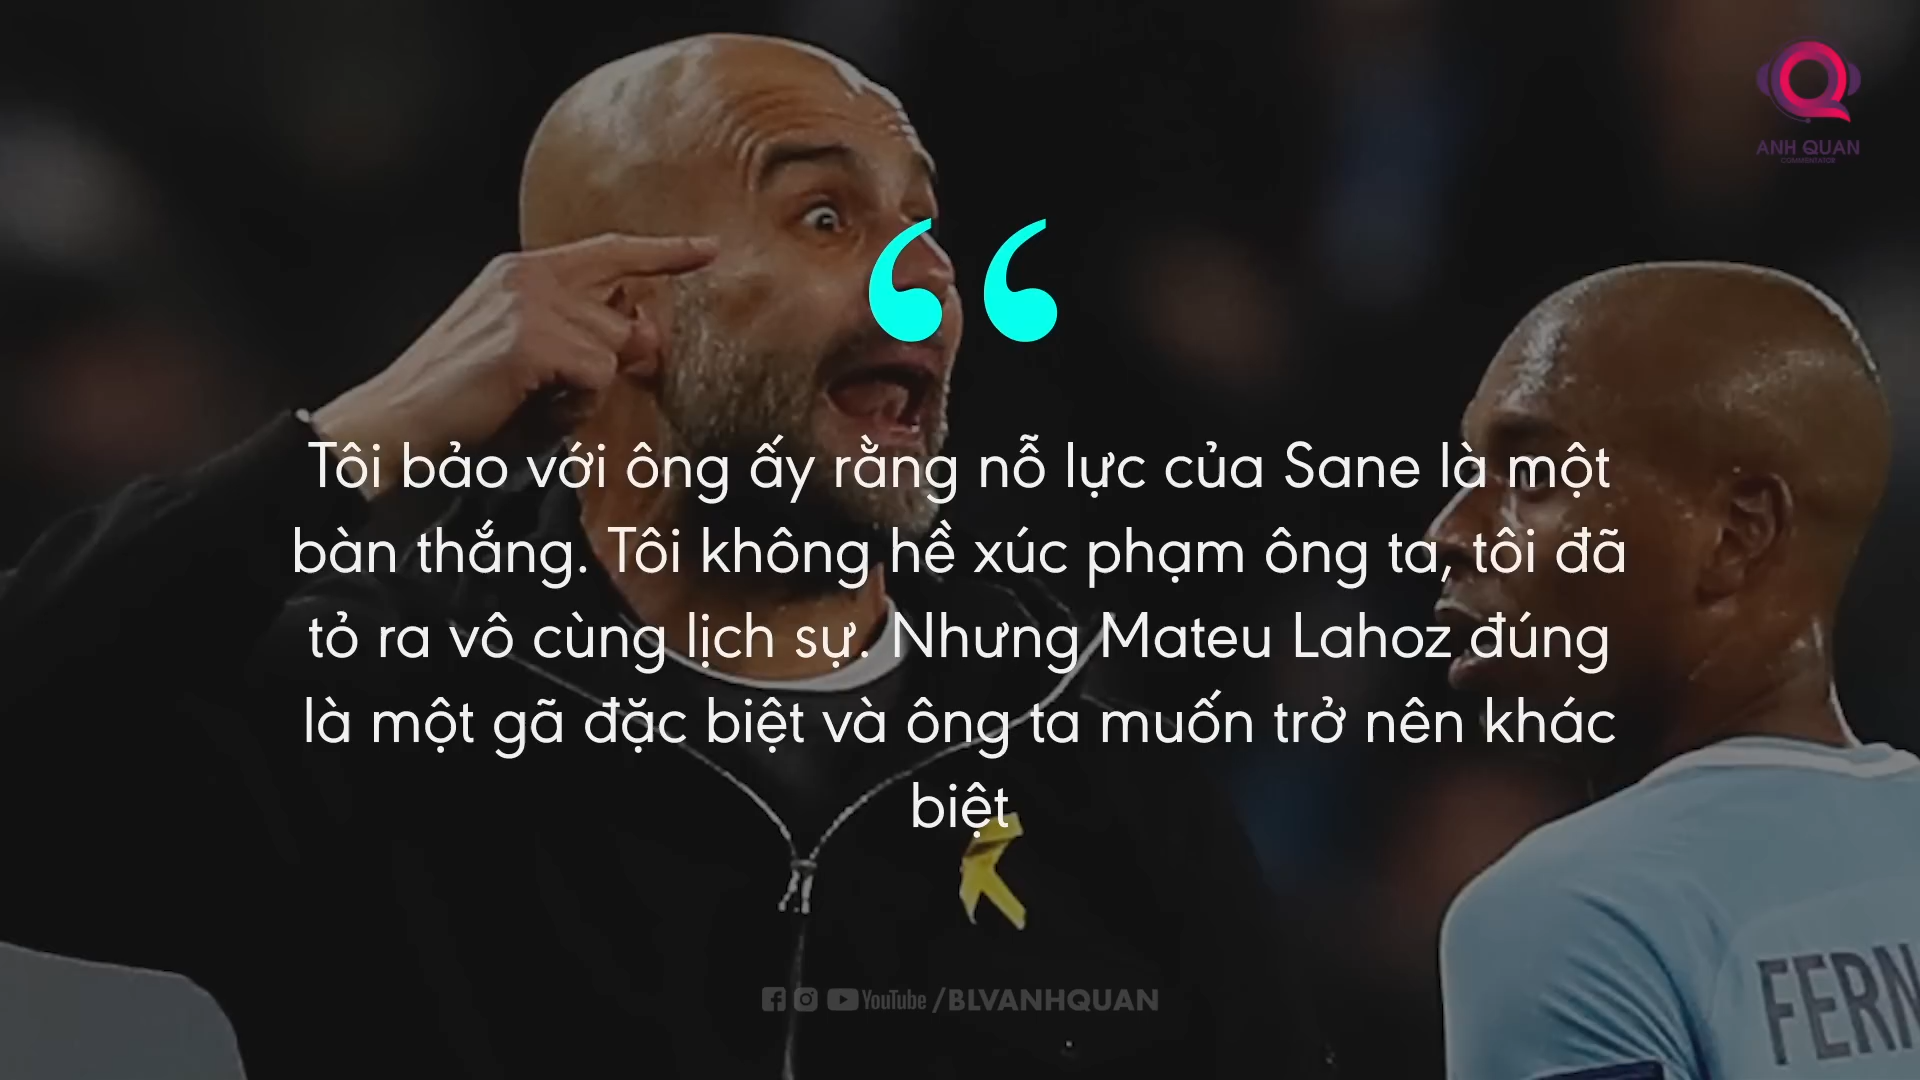 ANH QUAN
COMMENTATOR
“
Tôi bảo với ông ấy rằng nỗ lực của Sane là một
bàn thắng. Tôi không hề xúc phạm ông ta, tôi đã
tỏ ra vô cùng lịch sự. Nhưng Mateu Lahoz đúng
là một gã đặc biệt và ông ta muốn trở nên khác
biệt
FERN
YouTube /BLVANHQUAN